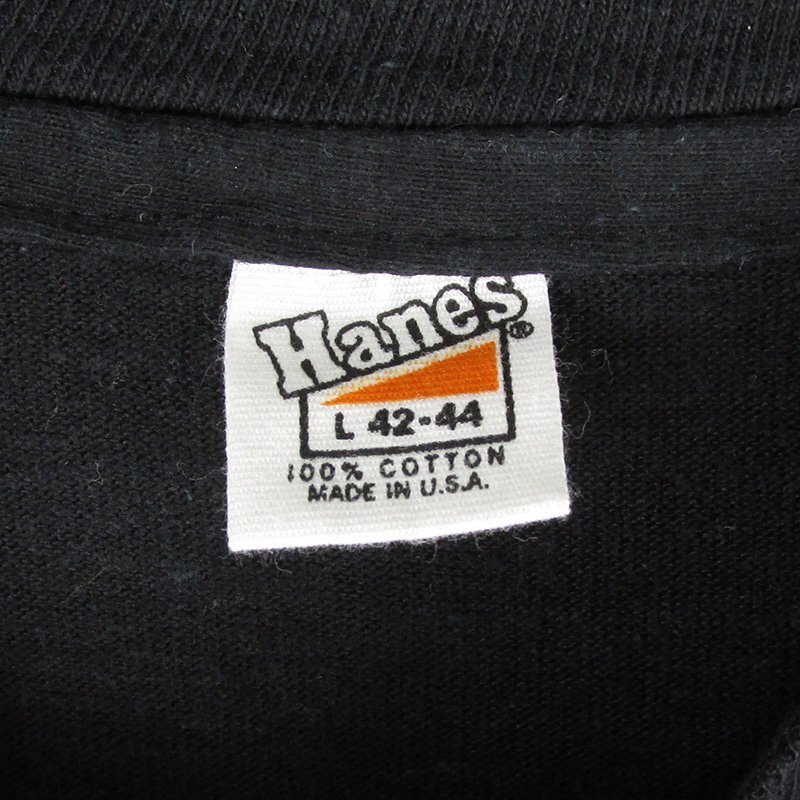 Hanes®
L 42-44
100% COTTON
MADE IN U.S.A.